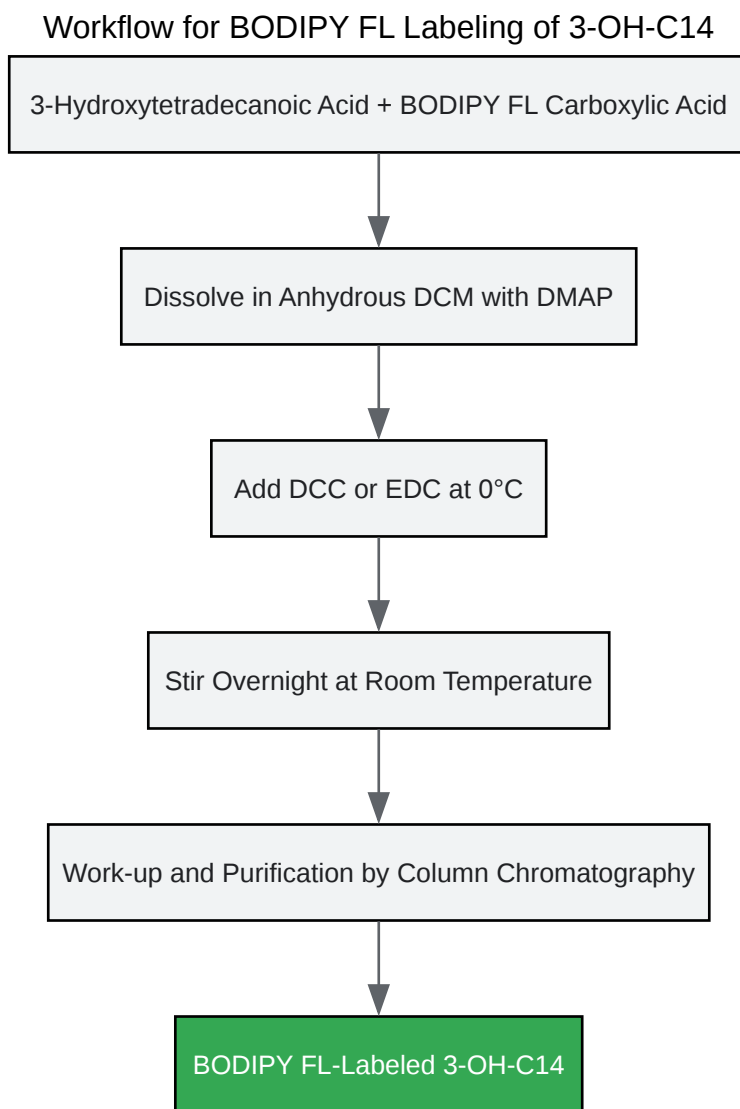 Workflow for BODIPY FL Labeling of 3-OH-C14
3-Hydroxytetradecanoic Acid + BODIPY FL Carboxylic Acid
Dissolve in Anhydrous DCM with DMAP
Add DCC or EDC at 0°C
Stir Overnight at Room Temperature
Work-up and Purification by Column Chromatography
BODIPY FL-Labeled 3-OH-C14